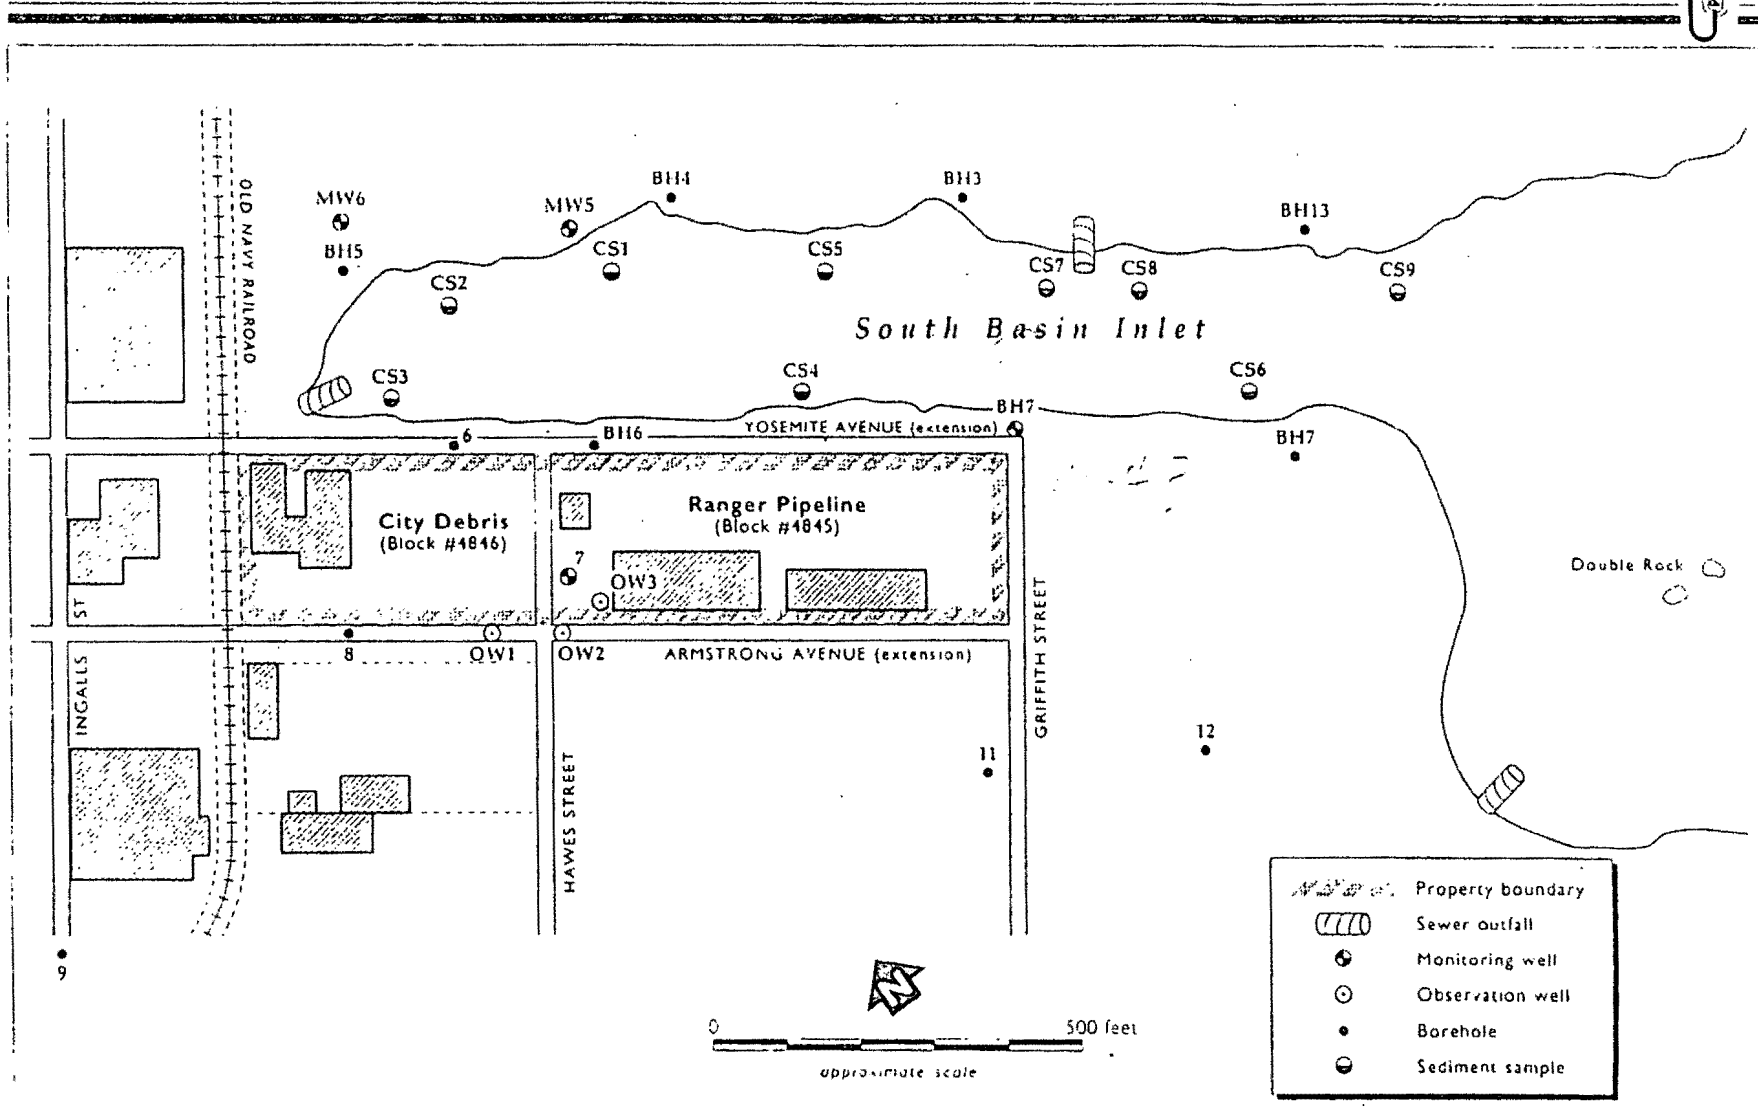 OLD NAVY RAILROAD
MW6
BH5
MW5
BH4
BH3
BH13
CS1
CS2
CS5
CS7
CS8
CS9
South Basin Inlet
CS3
CS4
CS6
BH7
YOSEMITE AVENUE (extension)
6
BH6
BH7
City Debris
(Block #4846)
Ranger Pipeline
(Block #4845)
7
OW3
Double Rock
8
OW1
OW2
ARMSTRONG AVENUE (extension)
INGALLS ST
HAWES STREET
GRIFFITH STREET
11
12
9
N
0
500 feet
approximate scale
Property boundary
Sewer outfall
Monitoring well
Observation well
Borehole
Sediment sample